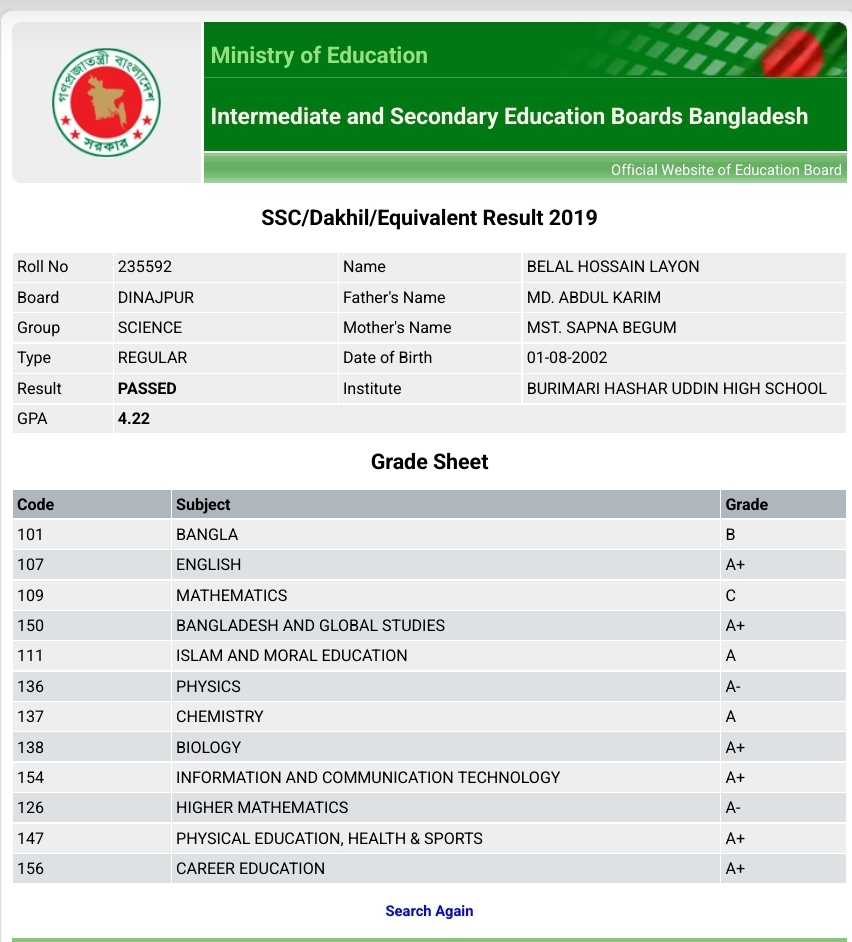 গণপ্রজাতন্ত্রী বাংলাদেশ
সরকার
Ministry of Education
Intermediate and Secondary Education Boards Bangladesh
Official Website of Education Board
SSC/Dakhil/Equivalent Result 2019
Roll No 235592 Name BELAL HOSSAIN LAYON
Board DINAJPUR Father's Name MD. ABDUL KARIM
Group SCIENCE Mother's Name MST. SAPNA BEGUM
Type REGULAR Date of Birth 01-08-2002
Result PASSED Institute BURIMARI HASHAR UDDIN HIGH SCHOOL
GPA 4.22
Grade Sheet
Code Subject Grade
101 BANGLA B
107 ENGLISH A+
109 MATHEMATICS C
150 BANGLADESH AND GLOBAL STUDIES A+
111 ISLAM AND MORAL EDUCATION A
136 PHYSICS A-
137 CHEMISTRY A
138 BIOLOGY A+
154 INFORMATION AND COMMUNICATION TECHNOLOGY A+
126 HIGHER MATHEMATICS A-
147 PHYSICAL EDUCATION, HEALTH & SPORTS A+
156 CAREER EDUCATION A+
Search Again